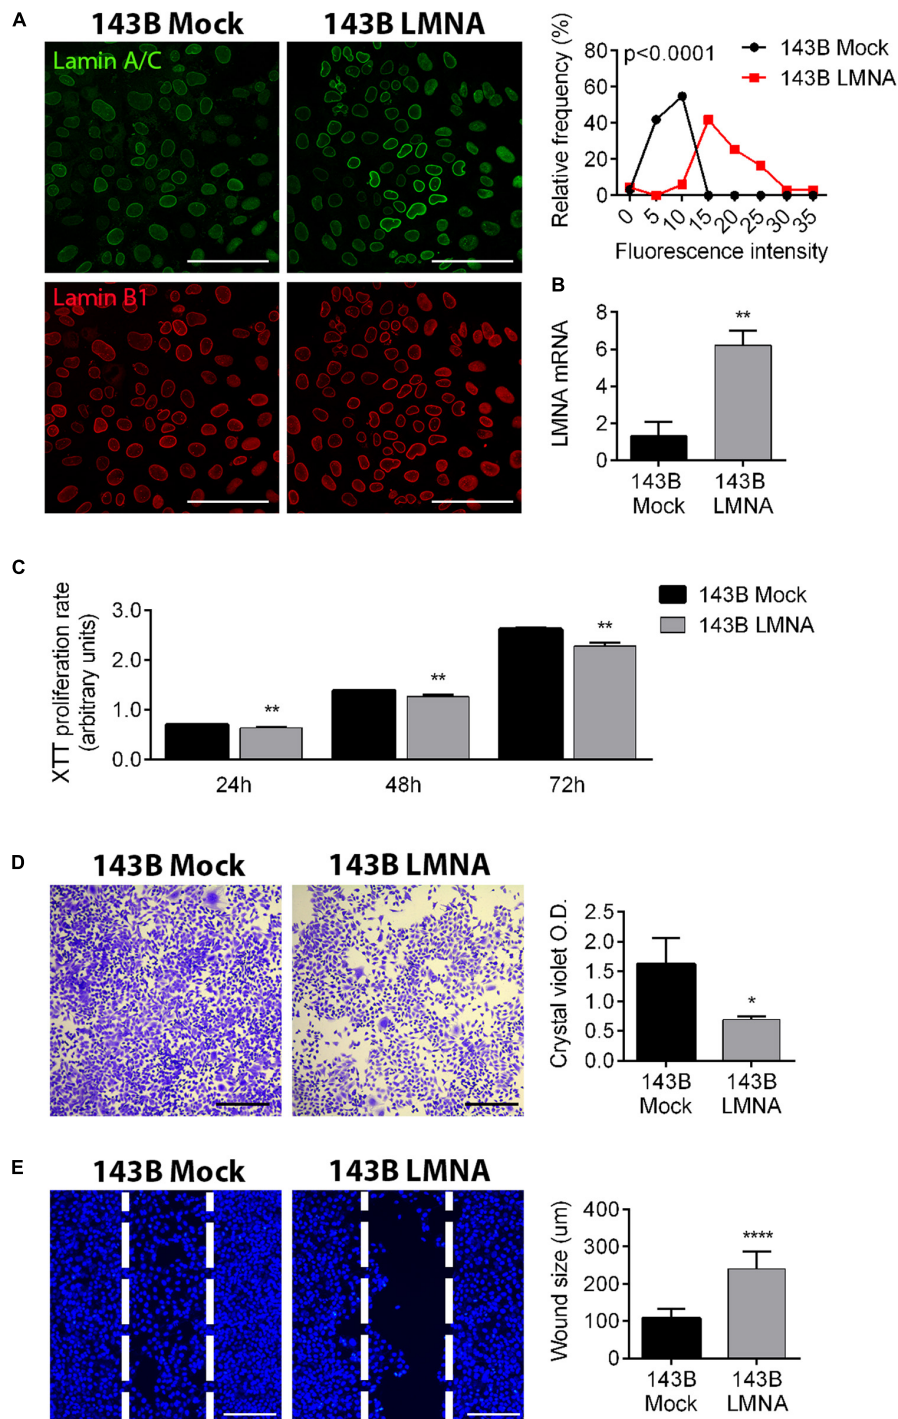 A
143B Mock
143B LMNA
Lamin A/C
Lamin B1
Relative frequency (%)
80
60
40
20
0
p<0.0001
143B Mock
143B LMNA
0
5
10
15
20
25
30
35
Fluorescence intensity
B
LMNA mRNA
8
6
4
2
0
**
143B
Mock
143B
LMNA
C
XTT proliferation rate
(arbitrary units)
3.0
2.0
1.0
0.0
**
**
**
24h
48h
72h
143B Mock
143B LMNA
D
143B Mock
143B LMNA
Crystal violet O.D.
2.5
2.0
1.5
1.0
0.5
0.0
*
143B
Mock
143B
LMNA
E
143B Mock
143B LMNA
Wound size (um)
400
300
200
100
0
****
143B
Mock
143B
LMNA